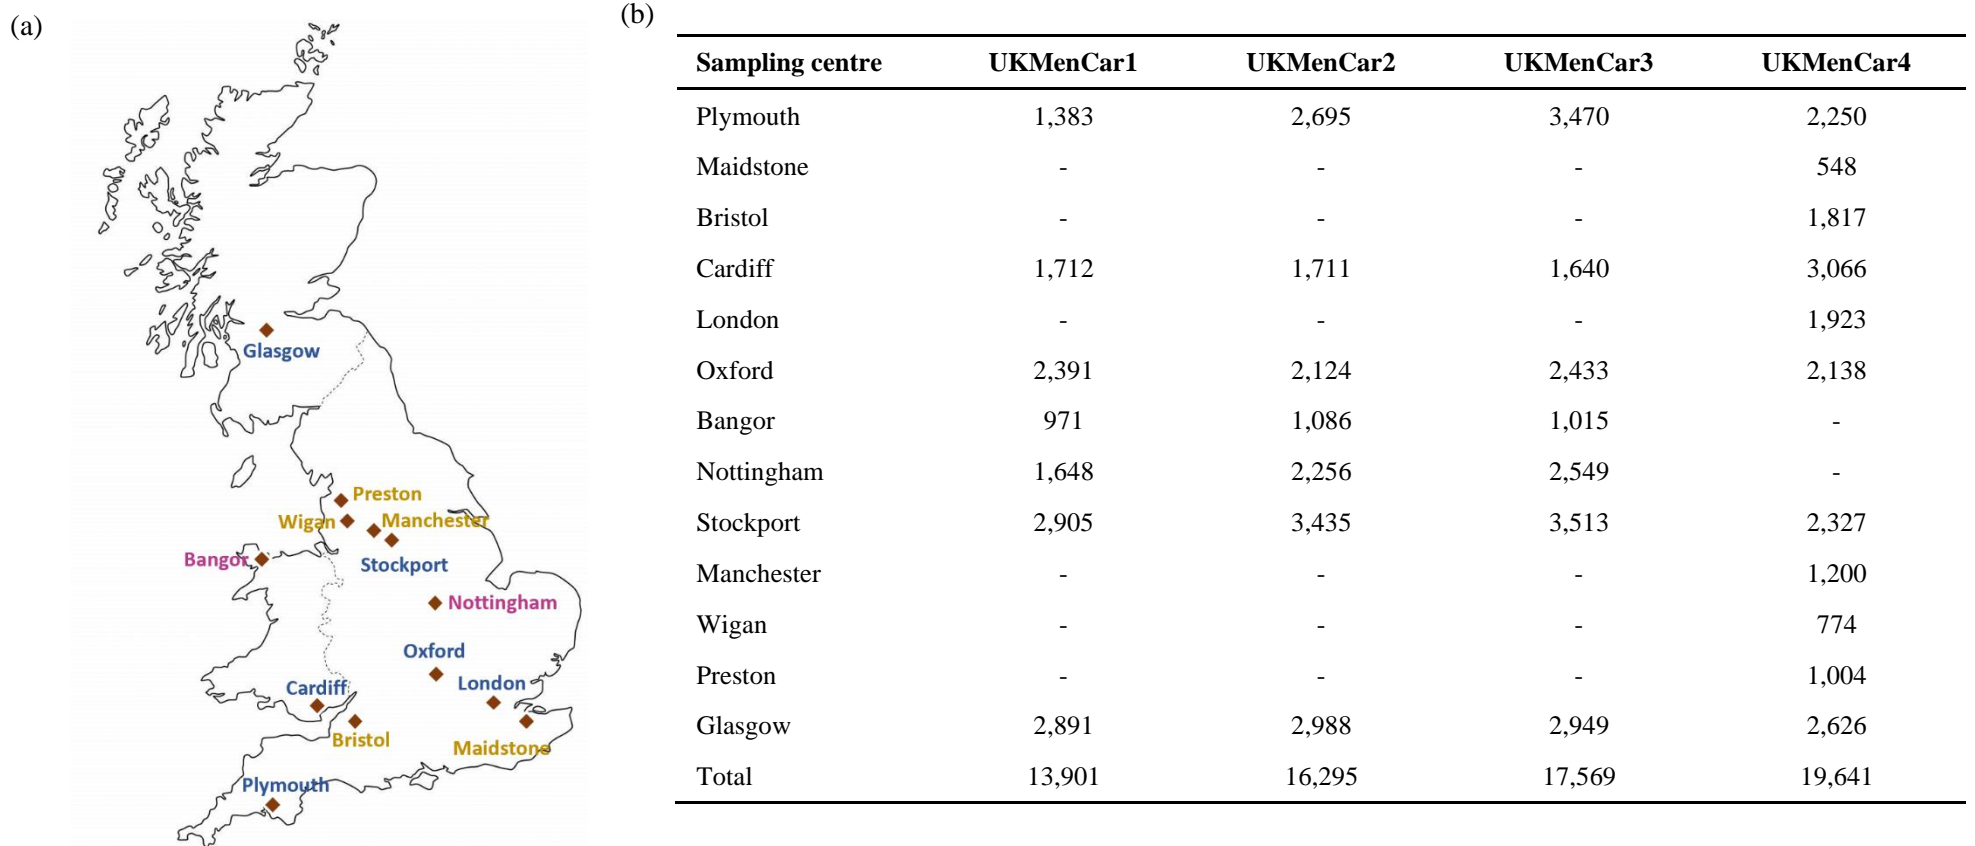 (a)
Glasgow
Preston
Wigan
Manchester
Bangor
Stockport
Nottingham
Oxford
London
Cardiff
Bristol
Maidstone
Plymouth
(b)
Sampling centre UKMenCar1 UKMenCar2 UKMenCar3 UKMenCar4
Plymouth 1,383 2,695 3,470 2,250
Maidstone - - - 548
Bristol - - - 1,817
Cardiff 1,712 1,711 1,640 3,066
London - - - 1,923
Oxford 2,391 2,124 2,433 2,138
Bangor 971 1,086 1,015 -
Nottingham 1,648 2,256 2,549 -
Stockport 2,905 3,435 3,513 2,327
Manchester - - - 1,200
Wigan - - - 774
Preston - - - 1,004
Glasgow 2,891 2,988 2,949 2,626
Total 13,901 16,295 17,569 19,641